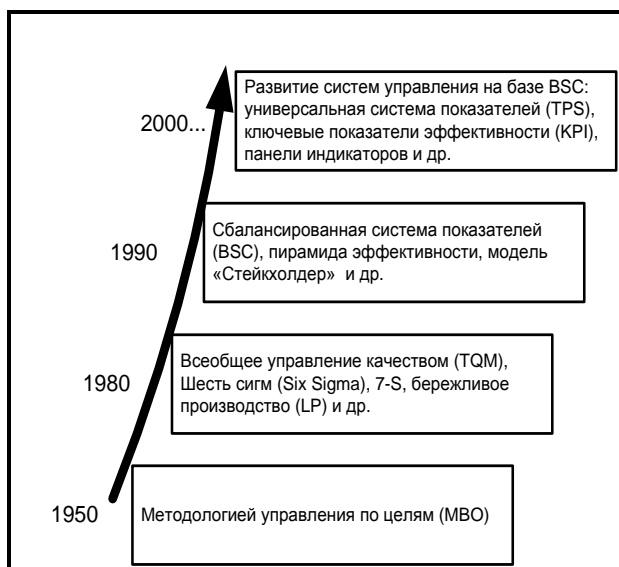 2000...
Развитие систем управления на базе BSC:
универсальная система показателей (TPS),
ключевые показатели эффективности (KPI),
панели индикаторов и др.
1990
Сбалансированная система показателей
(BSC), пирамида эффективности, модель
«Стейкхолдер» и др.
1980
Всеобщее управление качеством (TQM),
Шесть сигм (Six Sigma), 7-S, бережливое
производство (LP) и др.
1950
Методологией управления по целям (MBO)